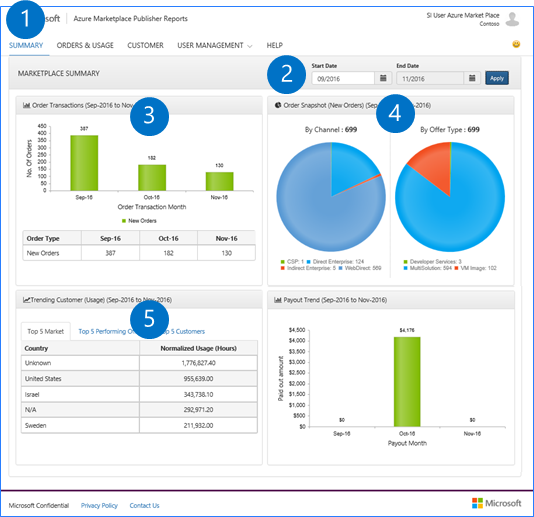 1
Microsoft Azure Marketplace Publisher Reports
SI User Azure Market Place
Contoso
SUMMARY ORDERS & USAGE CUSTOMER USER MANAGEMENT HELP
MARKETPLACE SUMMARY
2
Start Date
09/2016
End Date
11/2016
Apply
Order Transactions (Sep-2016 to Nov-
3
450
400
350
300
250
200
150
100
50
0
No. Of Orders
387
182
130
Sep-16 Oct-16 Nov-16
Order Transaction Month
New Orders
Order Type Sep-16 Oct-16 Nov-16
New Orders 387 182 130
Order Snapshot (New Orders) (Se -2016)
4
By Channel : 699
CSP: 1 Direct Enterprise: 124
Indirect Enterprise: 5 WebDirect: 569
By Offer Type : 699
Developer Services: 3
MultiSolution: 594 VM Image: 102
Trending Customer (Usage) (Sep-2016 to Nov-2016)
5
Top 5 Market Top 5 Performing Of Top 5 Customers
Country Normalized Usage (Hours)
Unknown 1,776,827.40
United States 955,639.00
Israel 343,738.10
N/A 292,971.20
Sweden 211,932.00
Payout Trend (Sep-2016 to Nov-2016)
$4,500
$4,000
$3,500
$3,000
$2,500
$2,000
$1,500
$1,000
$500
$0
Paid out amount
$0
$4,176
$0
Sep-16 Oct-16 Nov-16
Payout Month
Microsoft Confidential Privacy Policy Contact Us
Microsoft